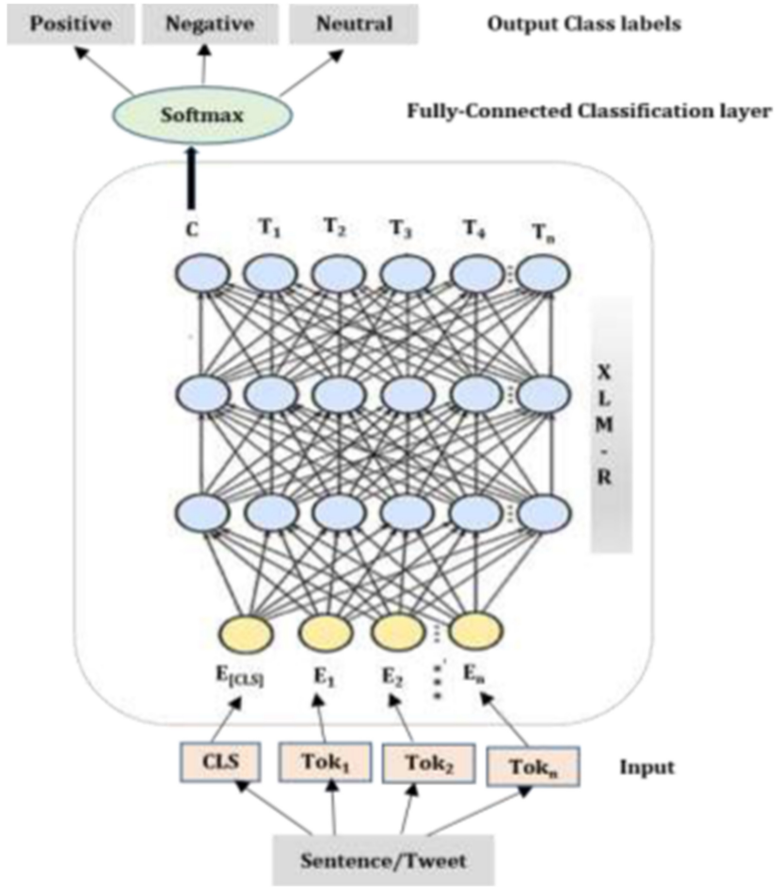 Positive Negative Neutral Output Class labels
Softmax Fully-Connected Classification layer
C T₁ T₂ T₃ T₄ Tₙ
X
L
M
-
R
E[CLS] E₁ E₂ Eₙ
CLS Tok₁ Tok₂ Tokₙ Input
Sentence/Tweet